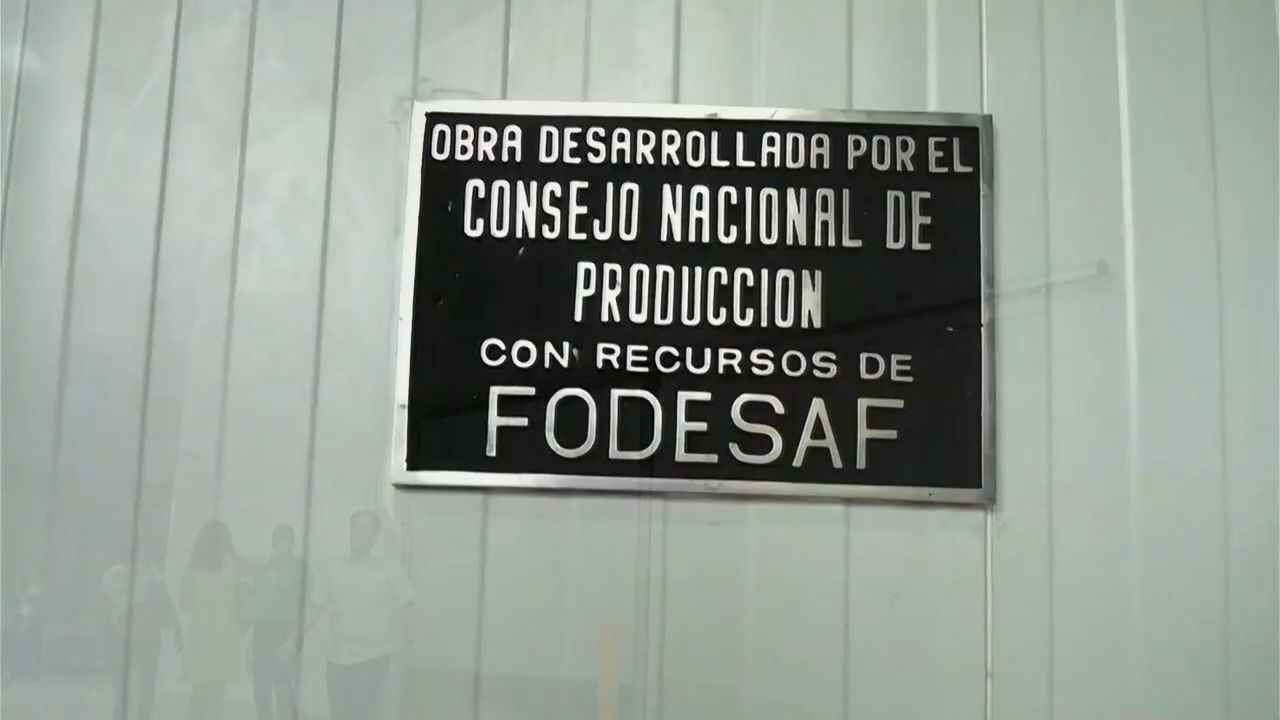 OBRA DESARROLLADA POR EL
CONSEJO NACIONAL DE
PRODUCCION
CON RECURSOS DE
FODESAF